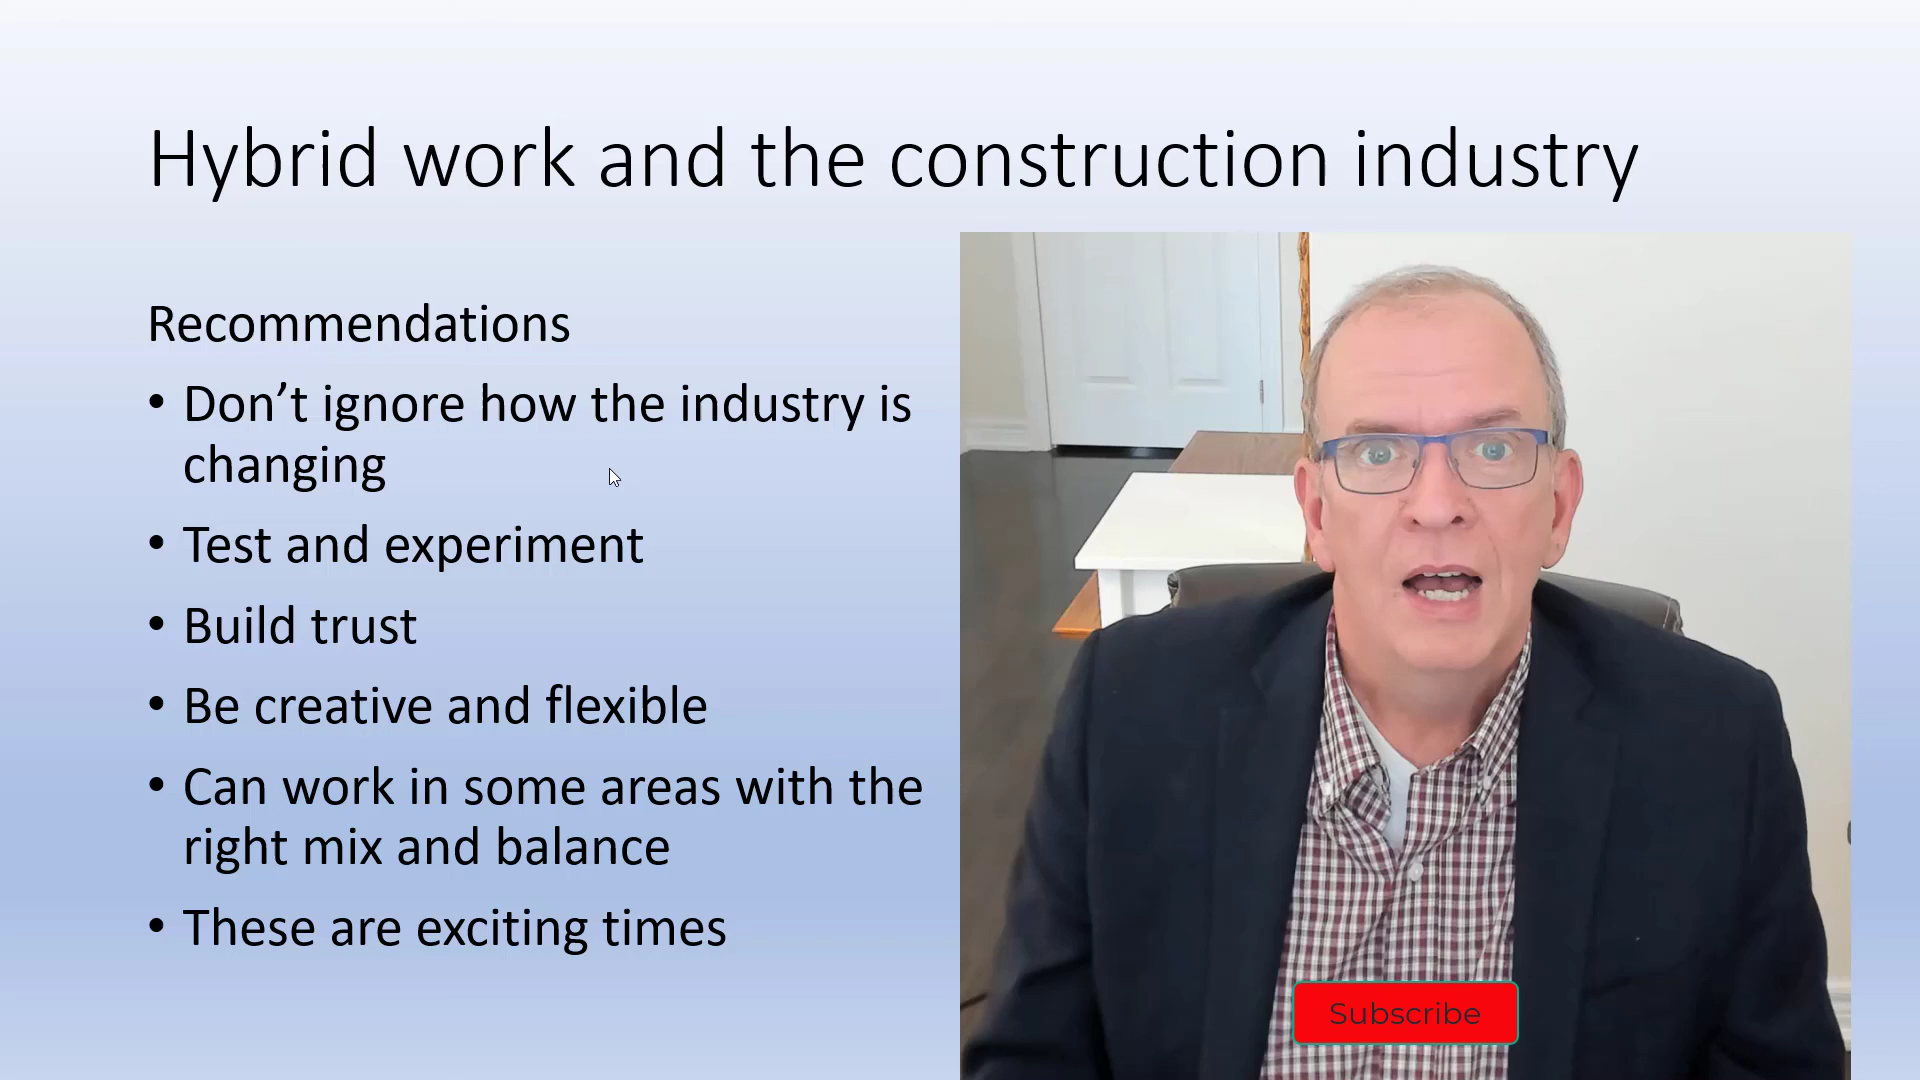 Hybrid work and the construction industry
Recommendations
• Don’t ignore how the industry is
changing
• Test and experiment
• Build trust
• Be creative and flexible
• Can work in some areas with the
right mix and balance
• These are exciting times
Subscribe